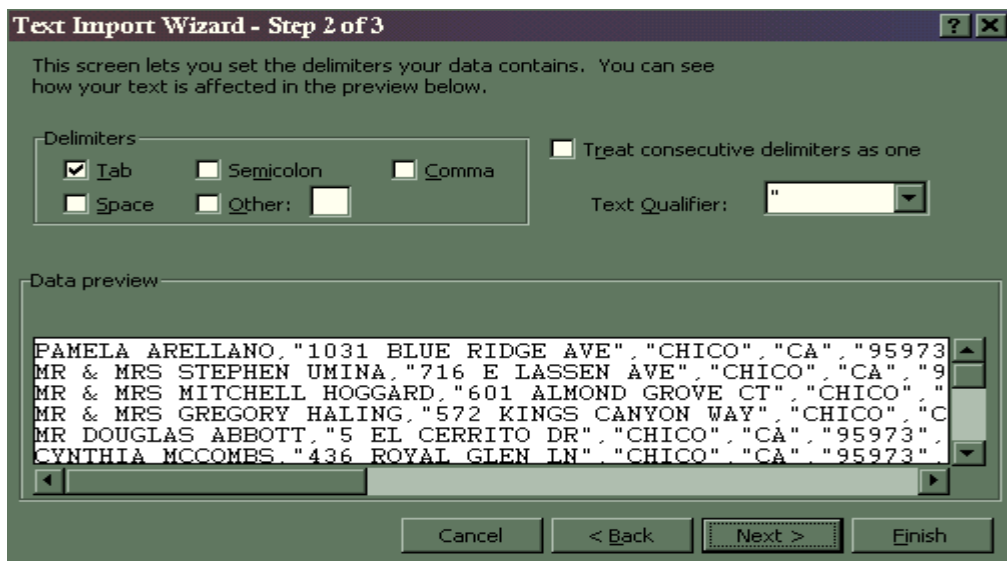 Text Import Wizard - Step 2 of 3
This screen lets you set the delimiters your data contains.  You can see
how your text is affected in the preview below.
Delimiters
Tab
Semicolon
Comma
Treat consecutive delimiters as one
Space
Other:
Text Qualifier:
"
Data preview
PAMELA ARELLANO,"1031 BLUE RIDGE AVE","CHICO","CA","95973
MR & MRS STEPHEN UMINA,"716 E LASSEN AVE","CHICO","CA","9
MR & MRS MITCHELL HOGGARD,"601 ALMOND GROVE CT","CHICO","
MR & MRS GREGORY HALING,"572 KINGS CANYON WAY","CHICO","C
MR DOUGLAS ABBOTT,"5 EL CERRITO DR","CHICO","CA","95973",
CYNTHIA MCCOMBS,"436 ROYAL GLEN LN","CHICO","CA","95973",
Cancel
< Back
Next >
Finish